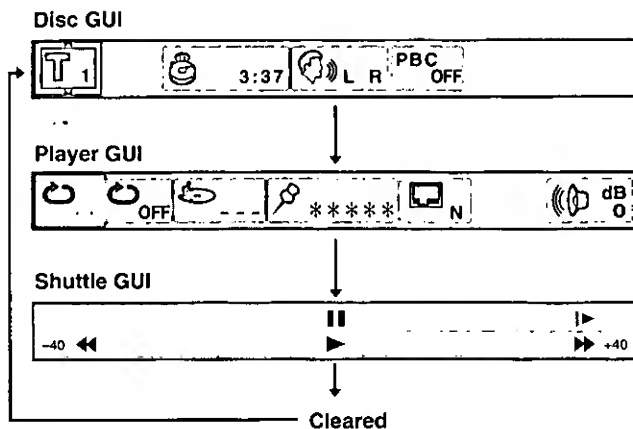 Disc GUI
T 1 3:37 L R PBC OFF
Player GUI
OFF - - - ***** N dB 0
Shuttle GUI
-40 +40
Cleared